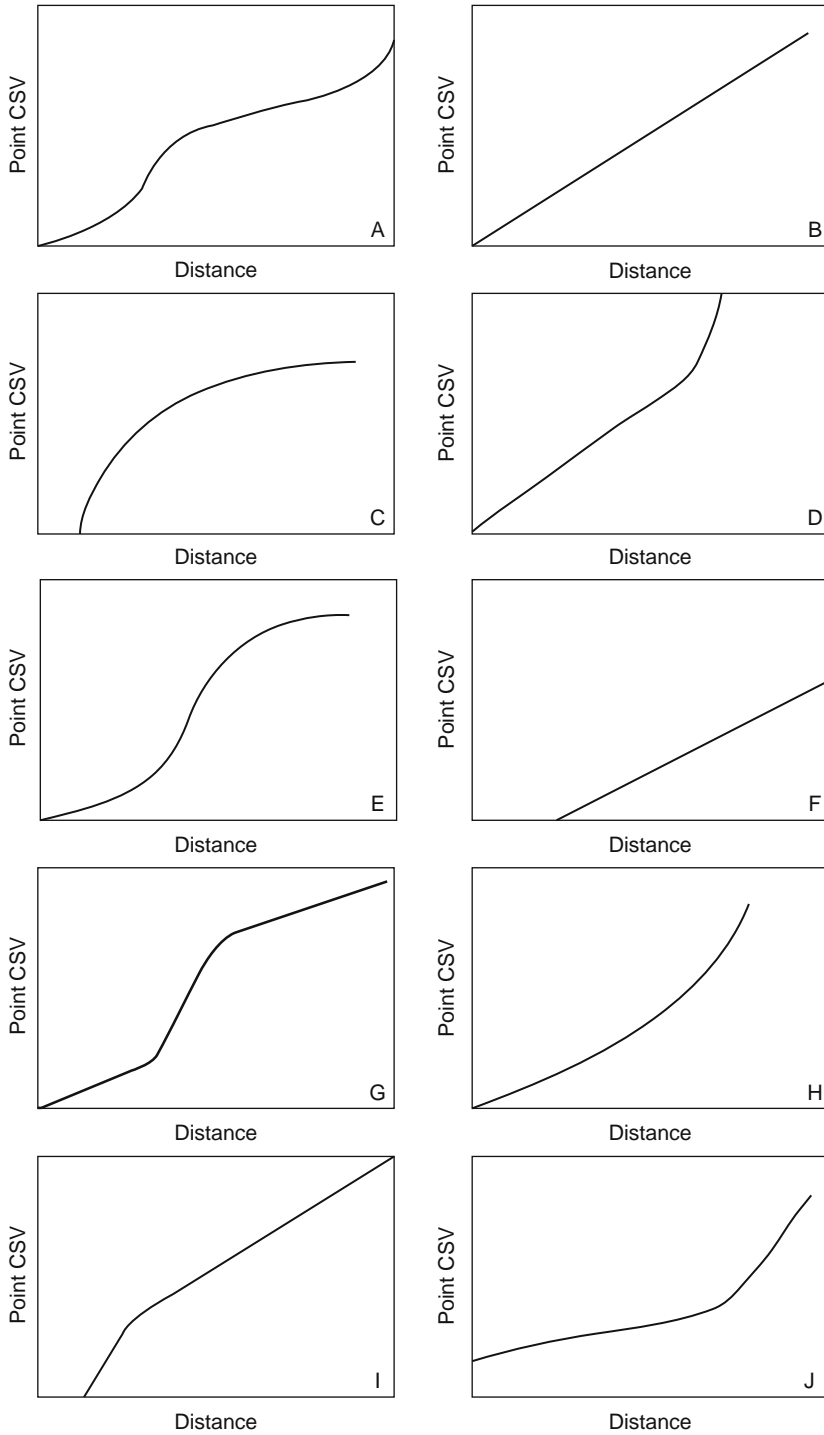 Point CSV
A
Distance
Point CSV
B
Distance
Point CSV
C
Distance
Point CSV
D
Distance
Point CSV
E
Distance
Point CSV
F
Distance
Point CSV
G
Distance
Point CSV
H
Distance
Point CSV
I
Distance
Point CSV
J
Distance